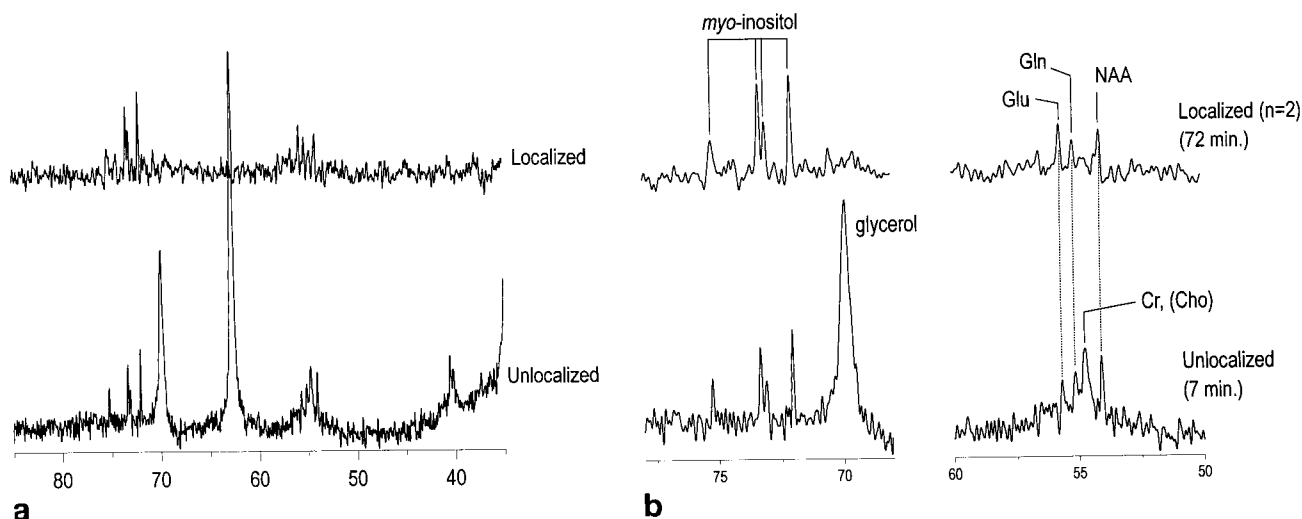 Localized
Unlocalized
80 70 60 50 40
a
myo-inositol
glycerol
75 70
b
Gln
NAA
Glu
Localized (n=2)
(72 min.)
Cr, (Cho)
Unlocalized
(7 min.)
60 55 50